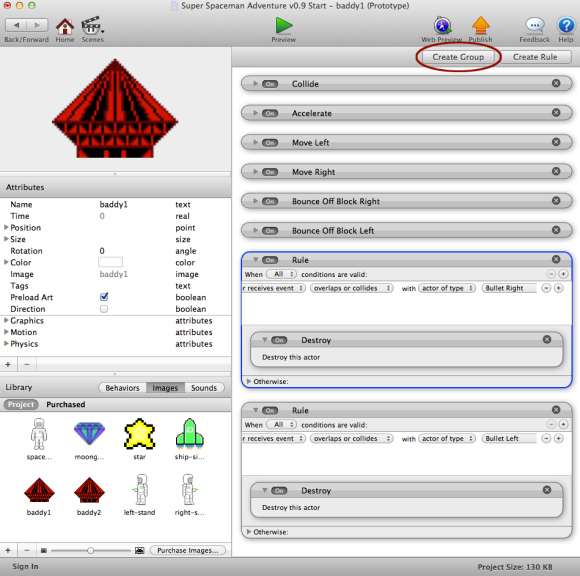 Super Spaceman Adventure v0.9 Start - baddy1 (Prototype)
Back/Forward Home Scenes Preview Web Preview Publish Feedback Help
Create Group Create Rule
On Collide
On Accelerate
On Move Left
On Move Right
On Bounce Off Block Right
On Bounce Off Block Left
On Rule
When All conditions are valid:
r receives event overlaps or collides with actor of type Bullet Right
On Destroy
Destroy this actor
Otherwise:
On Rule
When All conditions are valid:
r receives event overlaps or collides with actor of type Bullet Left
On Destroy
Destroy this actor
Otherwise:
Attributes
Name baddy1 text
Time 0 real
Position point
Size size
Rotation 0 angle
Color color
Image baddy1 image
Tags text
Preload Art boolean
Direction boolean
Graphics attributes
Motion attributes
Physics attributes
+ -
Library Behaviors Images Sounds
Project Purchased
space... moong... star ship-si...
baddy1 baddy2 left-stand right-s...
+ - Purchase Images...
Sign In Project Size: 130 KB